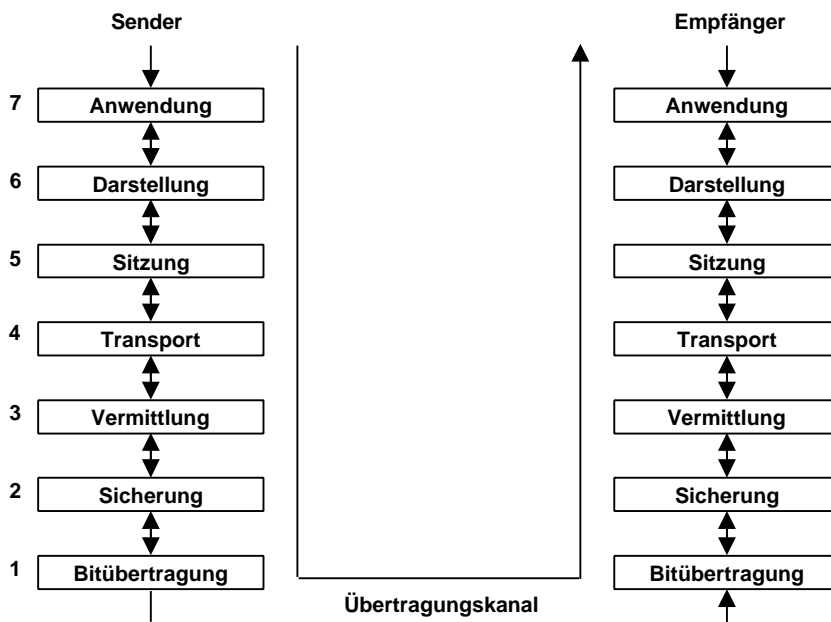 Sender Empfänger
7 Anwendung Anwendung
6 Darstellung Darstellung
5 Sitzung Sitzung
4 Transport Transport
3 Vermittlung Vermittlung
2 Sicherung Sicherung
1 Bitübertragung Bitübertragung
Übertragungskanal